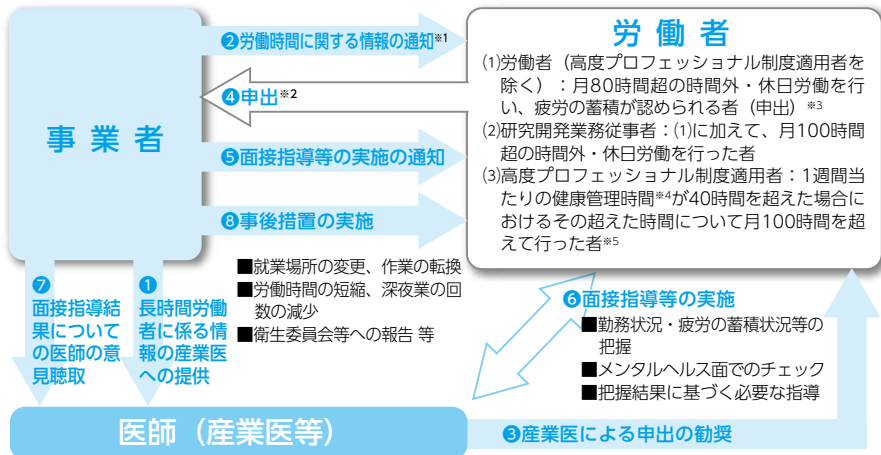 事業者
❷労働時間に関する情報の通知※1
❹申出※2
❺面接指導等の実施の通知
❽事後措置の実施
■就業場所の変更、作業の転換
■労働時間の短縮、深夜業の回
数の減少
■衛生委員会等への報告 等
労働者
⑴労働者（高度プロフェッショナル制度適用者を
除く）：月80時間超の時間外・休日労働を行
い、疲労の蓄積が認められる者（申出）※3
⑵研究開発業務従事者：⑴に加えて、月100時間
超の時間外・休日労働を行った者
⑶高度プロフェッショナル制度適用者：1週間当
たりの健康管理時間※4が40時間を超えた場合に
おけるその超えた時間について月100時間を超
えて行った者※5
❼
面接指導結
果について
の医師の意
見聴取
❶
長時間労働
者に係る情
報の産業医
への提供
❻面接指導等の実施
■勤務状況・疲労の蓄積状況等の
把握
■メンタルヘルス面でのチェック
■把握結果に基づく必要な指導
医師（産業医等）
❸産業医による申出の勧奨